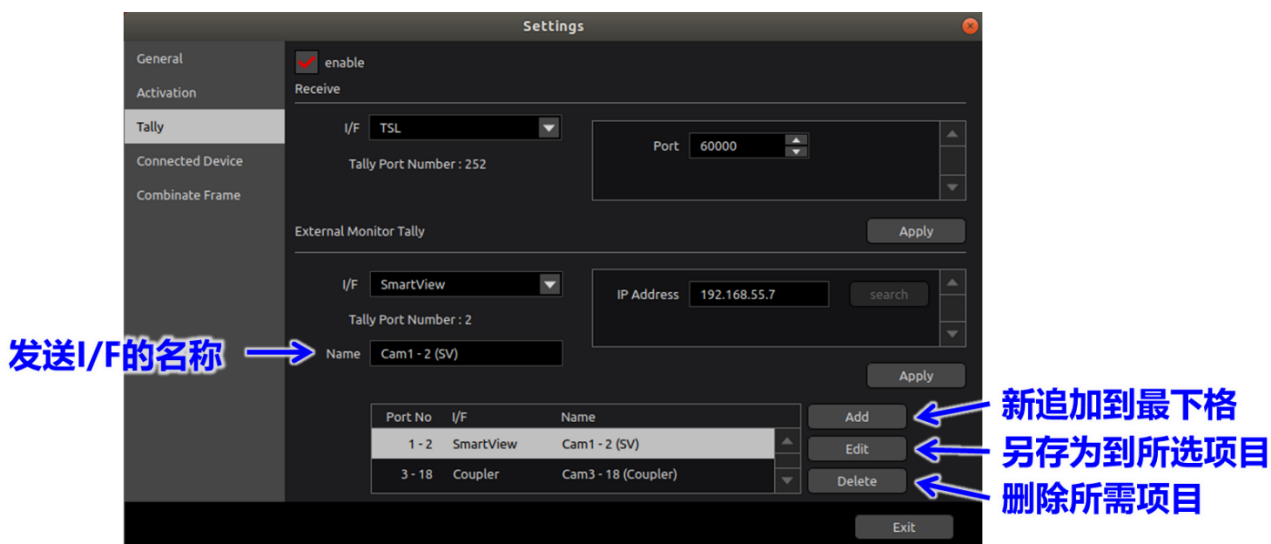 Settings
General
Activation
Tally
Connected Device
Combinate Frame
enable
Receive
I/F TSL
Tally Port Number : 252
Port 60000
External Monitor Tally
Apply
I/F SmartView
Tally Port Number : 2
IP Address 192.168.55.7 search
发送I/F的名称
Name Cam1 - 2 (SV)
Apply
Port No I/F Name
1 - 2 SmartView Cam1 - 2 (SV)
3 - 18 Coupler Cam3 - 18 (Coupler)
Add
Edit
Delete
新追加到最下格
另存为到所选项目
删除所需项目
Exit